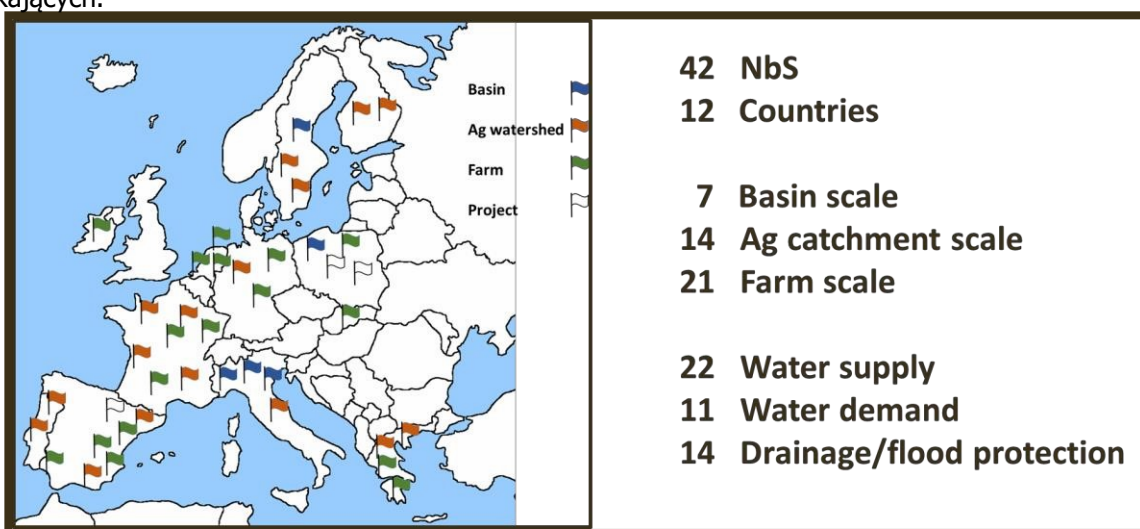 kających.
Basin
Ag watershed
Farm
Project
42 NbS
12 Countries
7 Basin scale
14 Ag catchment scale
21 Farm scale
22 Water supply
11 Water demand
14 Drainage/flood protection